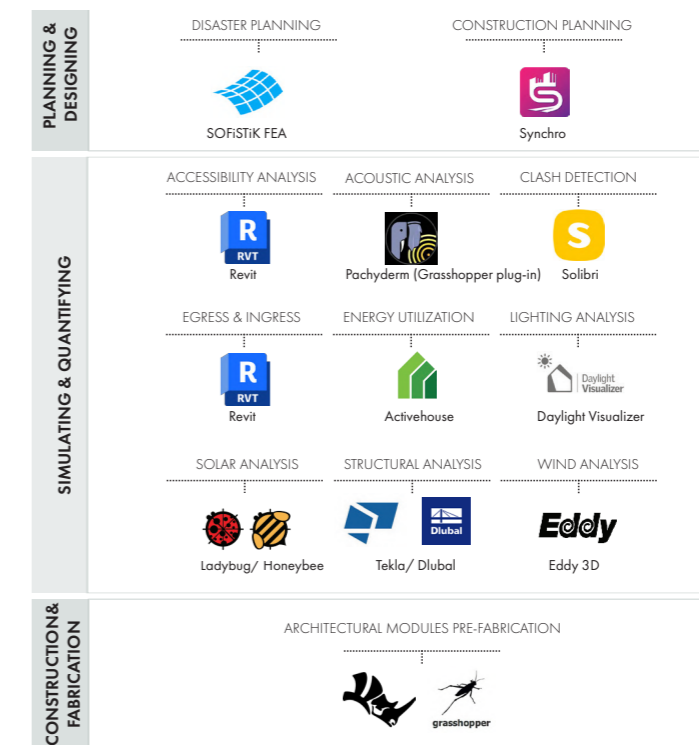 PLANNING &
DESIGNING
DISASTER PLANNING
CONSTRUCTION PLANNING
SOFiSTiK FEA
Synchro
SIMULATING & QUANTIFYING
ACCESSIBILITY ANALYSIS
ACOUSTIC ANALYSIS
CLASH DETECTION
R
RVT
S
Revit
Pachyderm (Grasshopper plug-in)
Solibri
EGRESS & INGRESS
ENERGY UTILIZATION
LIGHTING ANALYSIS
R
RVT
Daylight
Visualizer
Revit
Activehouse
Daylight Visualizer
SOLAR ANALYSIS
STRUCTURAL ANALYSIS
WIND ANALYSIS
Dlubal
Eddy
Ladybug/ Honeybee
Tekla/ Dlubal
Eddy 3D
CONSTRUCTION&
FABRICATION
ARCHITECTURAL MODULES PRE-FABRICATION
grasshopper